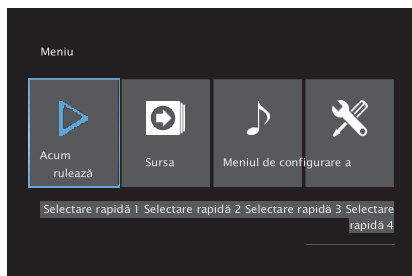 Meniu
Acum
rulează
Sursa
Meniul de configurare a
Selectare rapidă 1 Selectare rapidă 2 Selectare rapidă 3 Selectare
rapidă 4